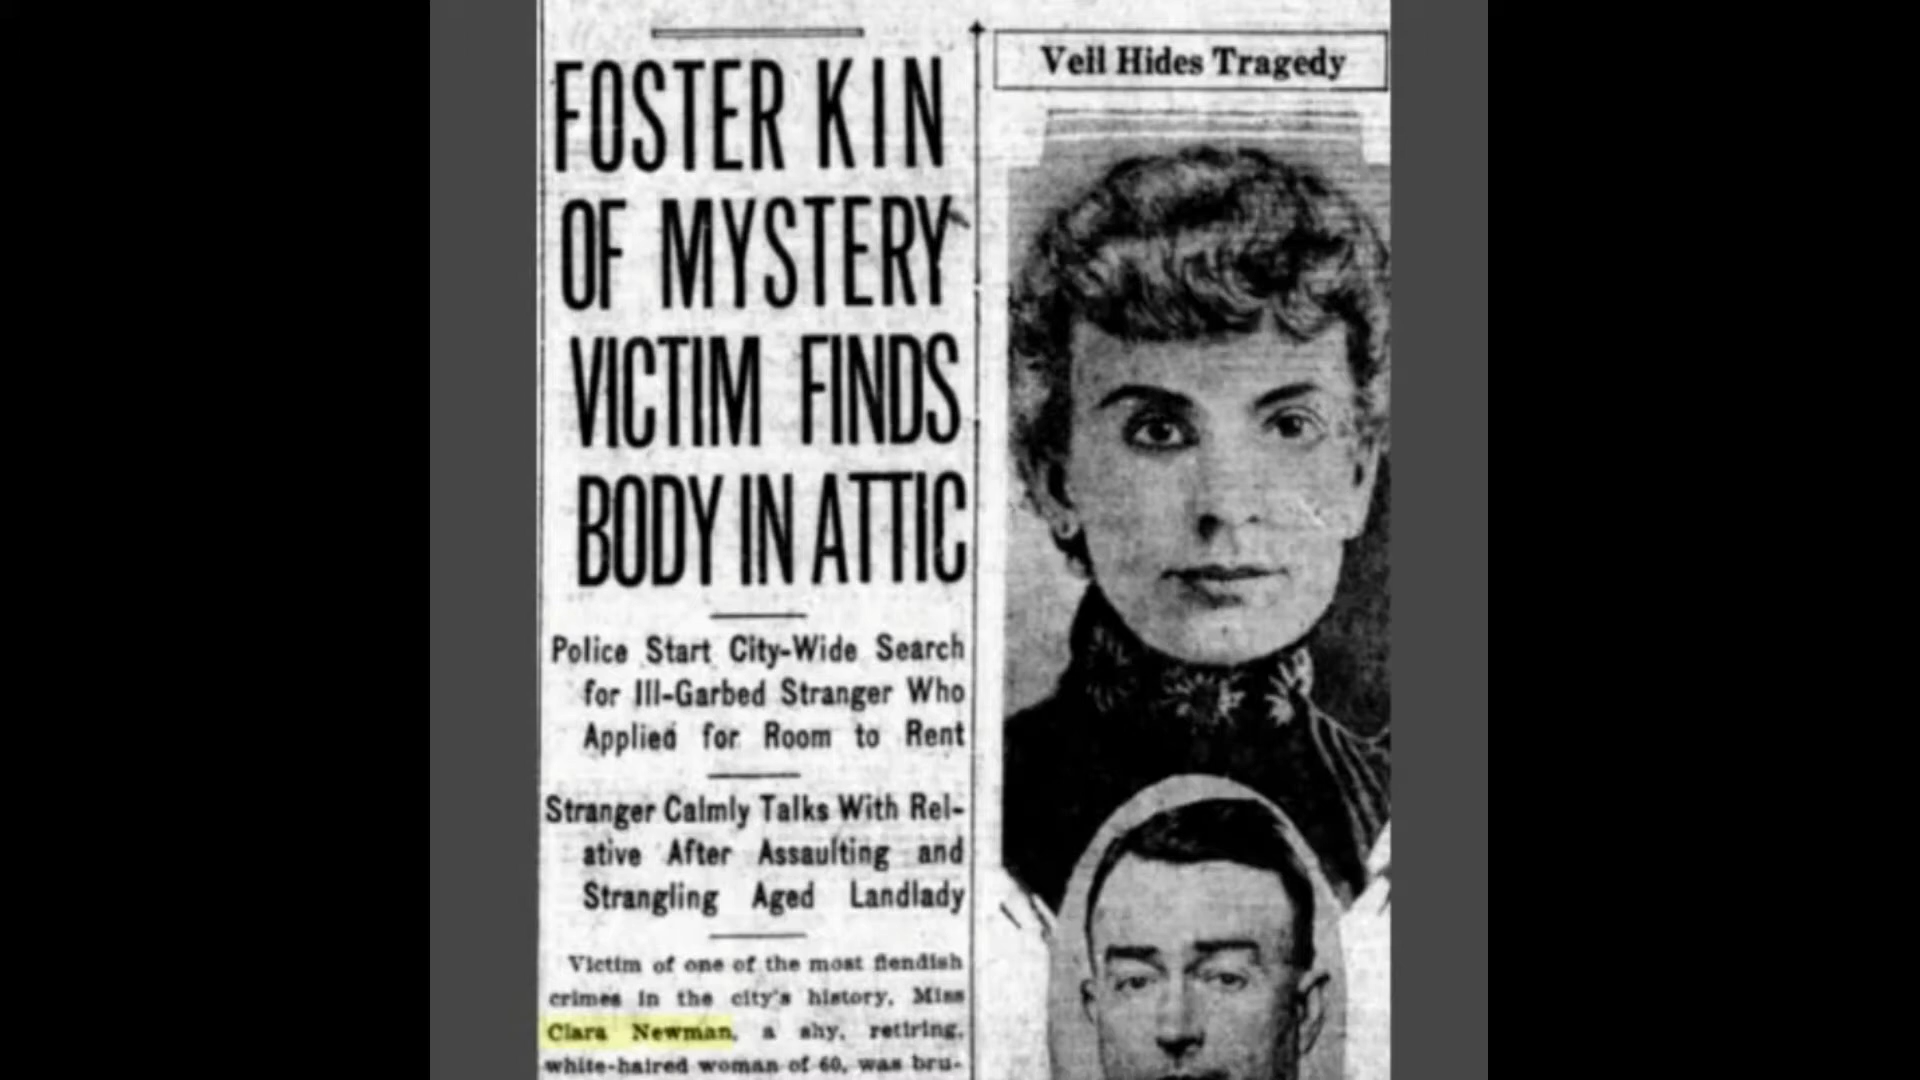 FOSTER KIN
OF MYSTERY
VICTIM FINDS
BODY IN ATTIC
Police Start City-Wide Search
for Ill-Garbed Stranger Who
Applied for Room to Rent
Stranger Calmly Talks With Rel-
ative After Assaulting and
Strangling Aged Landlady
Victim of one of the most fiendish
crimes in the city's history, Miss
Clara Newman, a shy, retiring,
white-haired woman of 60, was bru-
Veil Hides Tragedy